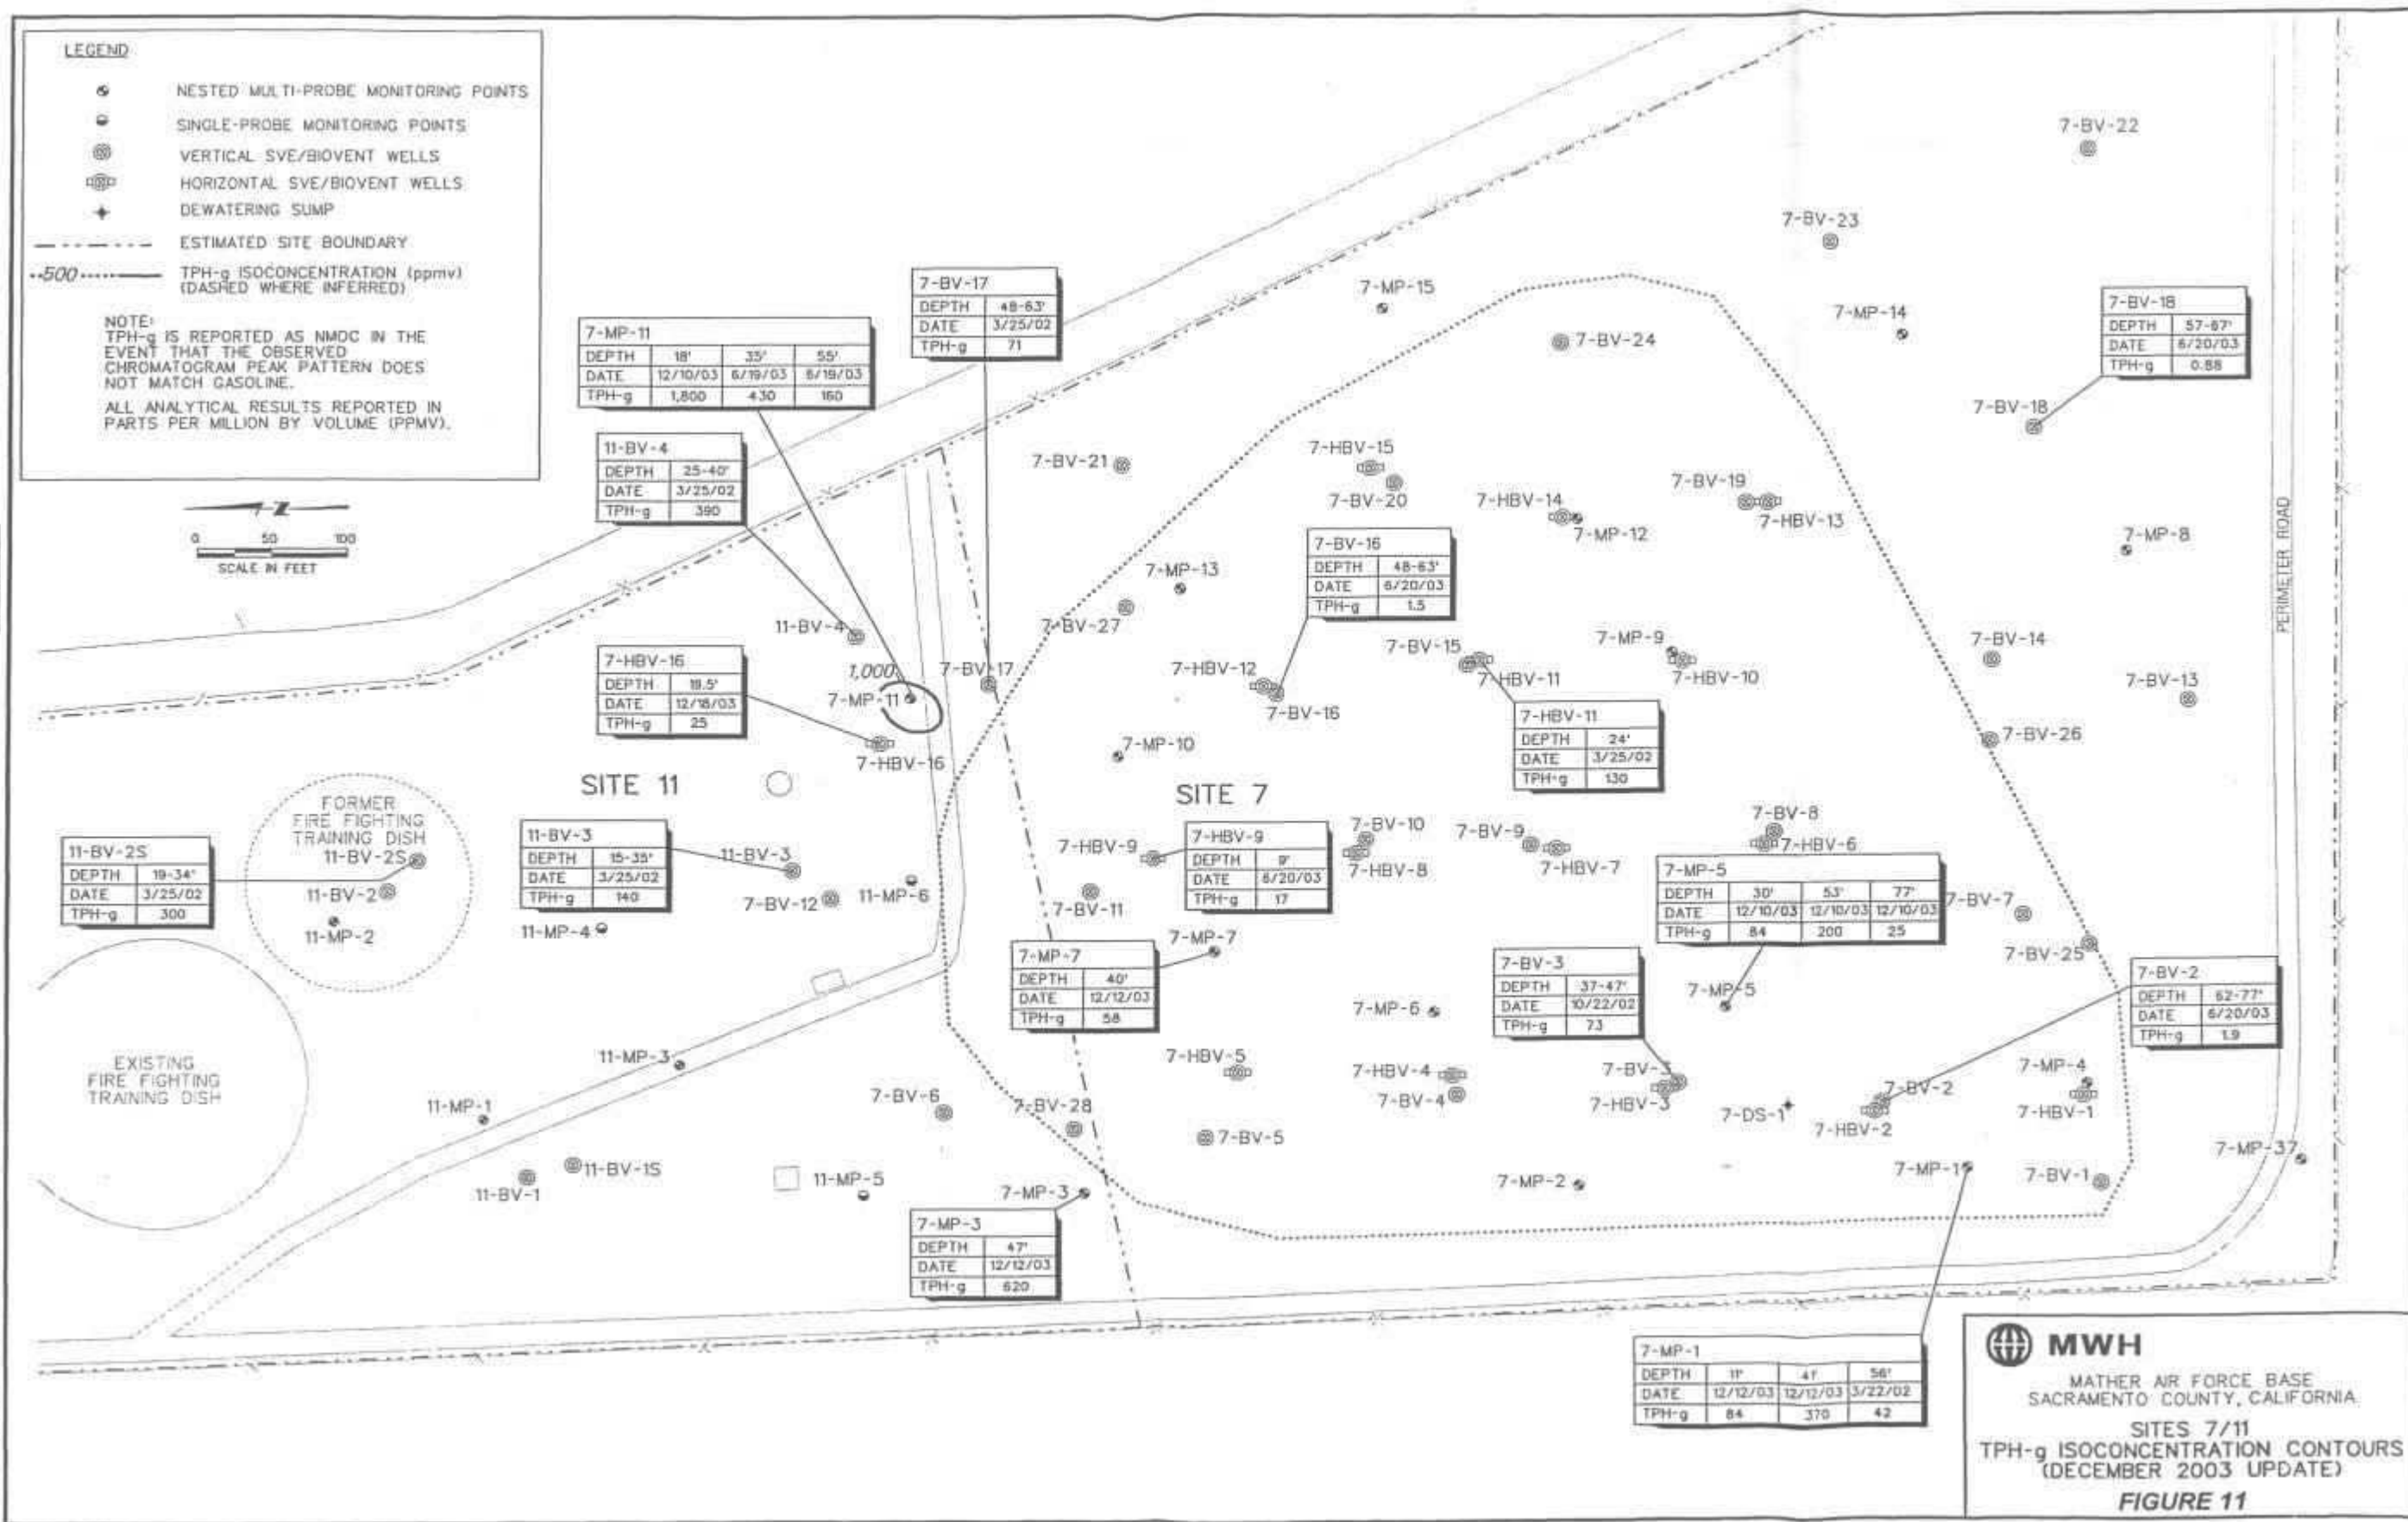 LEGEND
NESTED MULTI-PROBE MONITORING POINTS
SINGLE-PROBE MONITORING POINTS
VERTICAL SVE/BIOVENT WELLS
HORIZONTAL SVE/BIOVENT WELLS
DEWATERING SUMP
ESTIMATED SITE BOUNDARY
500
TPH-g ISOCONCENTRATION (ppmv)
(DASHED WHERE INFERRED)
NOTE:
TPH-g IS REPORTED AS NMOC IN THE
EVENT THAT THE OBSERVED
CHROMATOGRAM PEAK PATTERN DOES
NOT MATCH GASOLINE.
ALL ANALYTICAL RESULTS REPORTED IN
PARTS PER MILLION BY VOLUME (PPMV).
Z
0 50 100
SCALE IN FEET
7-MP-11
DEPTH 18' 35' 55'
DATE 12/10/03 6/19/03 6/19/03
TPH-g 1,800 430 160
7-BV-17
DEPTH 48-63'
DATE 3/25/02
TPH-g 71
11-BV-4
DEPTH 25-40'
DATE 3/25/02
TPH-g 390
7-HBV-16
DEPTH 19.5'
DATE 12/18/03
TPH-g 25
7-BV-18
DEPTH 57-67'
DATE 6/20/03
TPH-g 0.88
7-BV-16
DEPTH 48-63'
DATE 6/20/03
TPH-g 1.5
7-HBV-11
DEPTH 24'
DATE 3/25/02
TPH-g 130
11-BV-2S
DEPTH 19-34'
DATE 3/25/02
TPH-g 300
11-BV-3
DEPTH 15-35'
DATE 3/25/02
TPH-g 140
7-HBV-9
DEPTH 9'
DATE 6/20/03
TPH-g 17
7-MP-5
DEPTH 30' 53' 77'
DATE 12/10/03 12/10/03 12/10/03
TPH-g 84 200 25
7-MP-7
DEPTH 40'
DATE 12/12/03
TPH-g 58
7-BV-3
DEPTH 37-47'
DATE 10/22/02
TPH-g 73
7-BV-2
DEPTH 62-77'
DATE 6/20/03
TPH-g 1.9
7-MP-3
DEPTH 47'
DATE 12/12/03
TPH-g 620
7-MP-1
DEPTH 11' 41' 56'
DATE 12/12/03 12/12/03 3/22/02
TPH-g 84 370 42
7-BV-22
7-BV-23
7-MP-15
7-MP-14
7-BV-24
7-BV-18
7-BV-21
7-HBV-15
7-BV-20
7-HBV-14
7-MP-12
7-BV-19
7-HBV-13
7-MP-8
PERIMETER ROAD
7-MP-13
7-BV-27
11-BV-4
1,000
7-MP-11
7-BV-17
7-HBV-12
7-BV-16
7-BV-15
7-HBV-11
7-MP-9
7-HBV-10
7-BV-14
7-BV-13
7-BV-26
7-HBV-16
7-MP-10
SITE 11
SITE 7
FORMER
FIRE FIGHTING
TRAINING DISH
11-BV-2S
11-BV-2
11-MP-2
11-BV-3
7-BV-12
11-MP-6
11-MP-4
7-HBV-9
7-BV-11
7-BV-10
7-HBV-8
7-BV-9
7-HBV-7
7-BV-8
7-HBV-6
7-BV-7
7-BV-25
7-MP-7
7-MP-6
7-MP-5
EXISTING
FIRE FIGHTING
TRAINING DISH
11-MP-3
11-MP-1
11-BV-1S
11-BV-1
11-MP-5
7-BV-6
7-BV-28
7-HBV-5
7-BV-5
7-HBV-4
7-BV-4
7-BV-3
7-HBV-3
7-DS-1
7-BV-2
7-HBV-2
7-MP-4
7-HBV-1
7-MP-3
7-MP-2
7-MP-1
7-BV-1
7-MP-37
MWH
MATHER AIR FORCE BASE
SACRAMENTO COUNTY, CALIFORNIA
SITES 7/11
TPH-g ISOCONCENTRATION CONTOURS
(DECEMBER 2003 UPDATE)
FIGURE 11